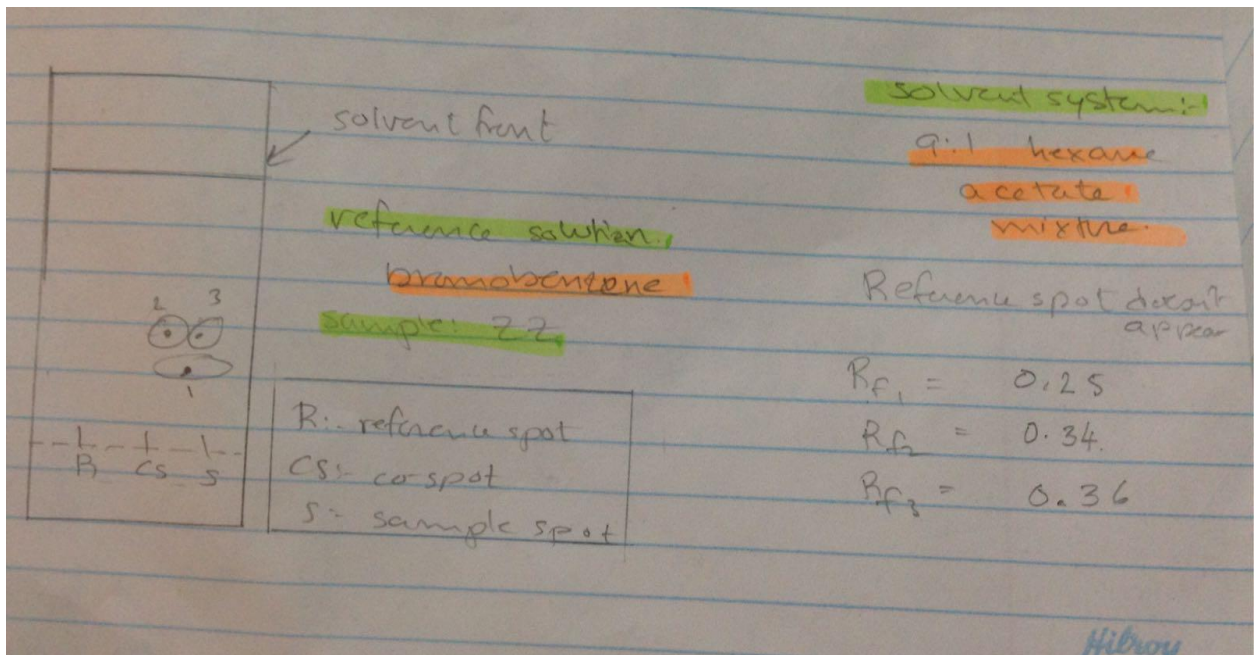 solvent front
solvent system:-
9:1 hexane
acetate
mixture.
reference solution:
bromobenzene
sample: ZZ
Reference spot doesn't
appear
2 3
1
R CS S
R:- reference spot
CS:- co-spot
S:- sample spot
Rf1 = 0.25
Rf2 = 0.34.
Rf3 = 0.36
Hilroy